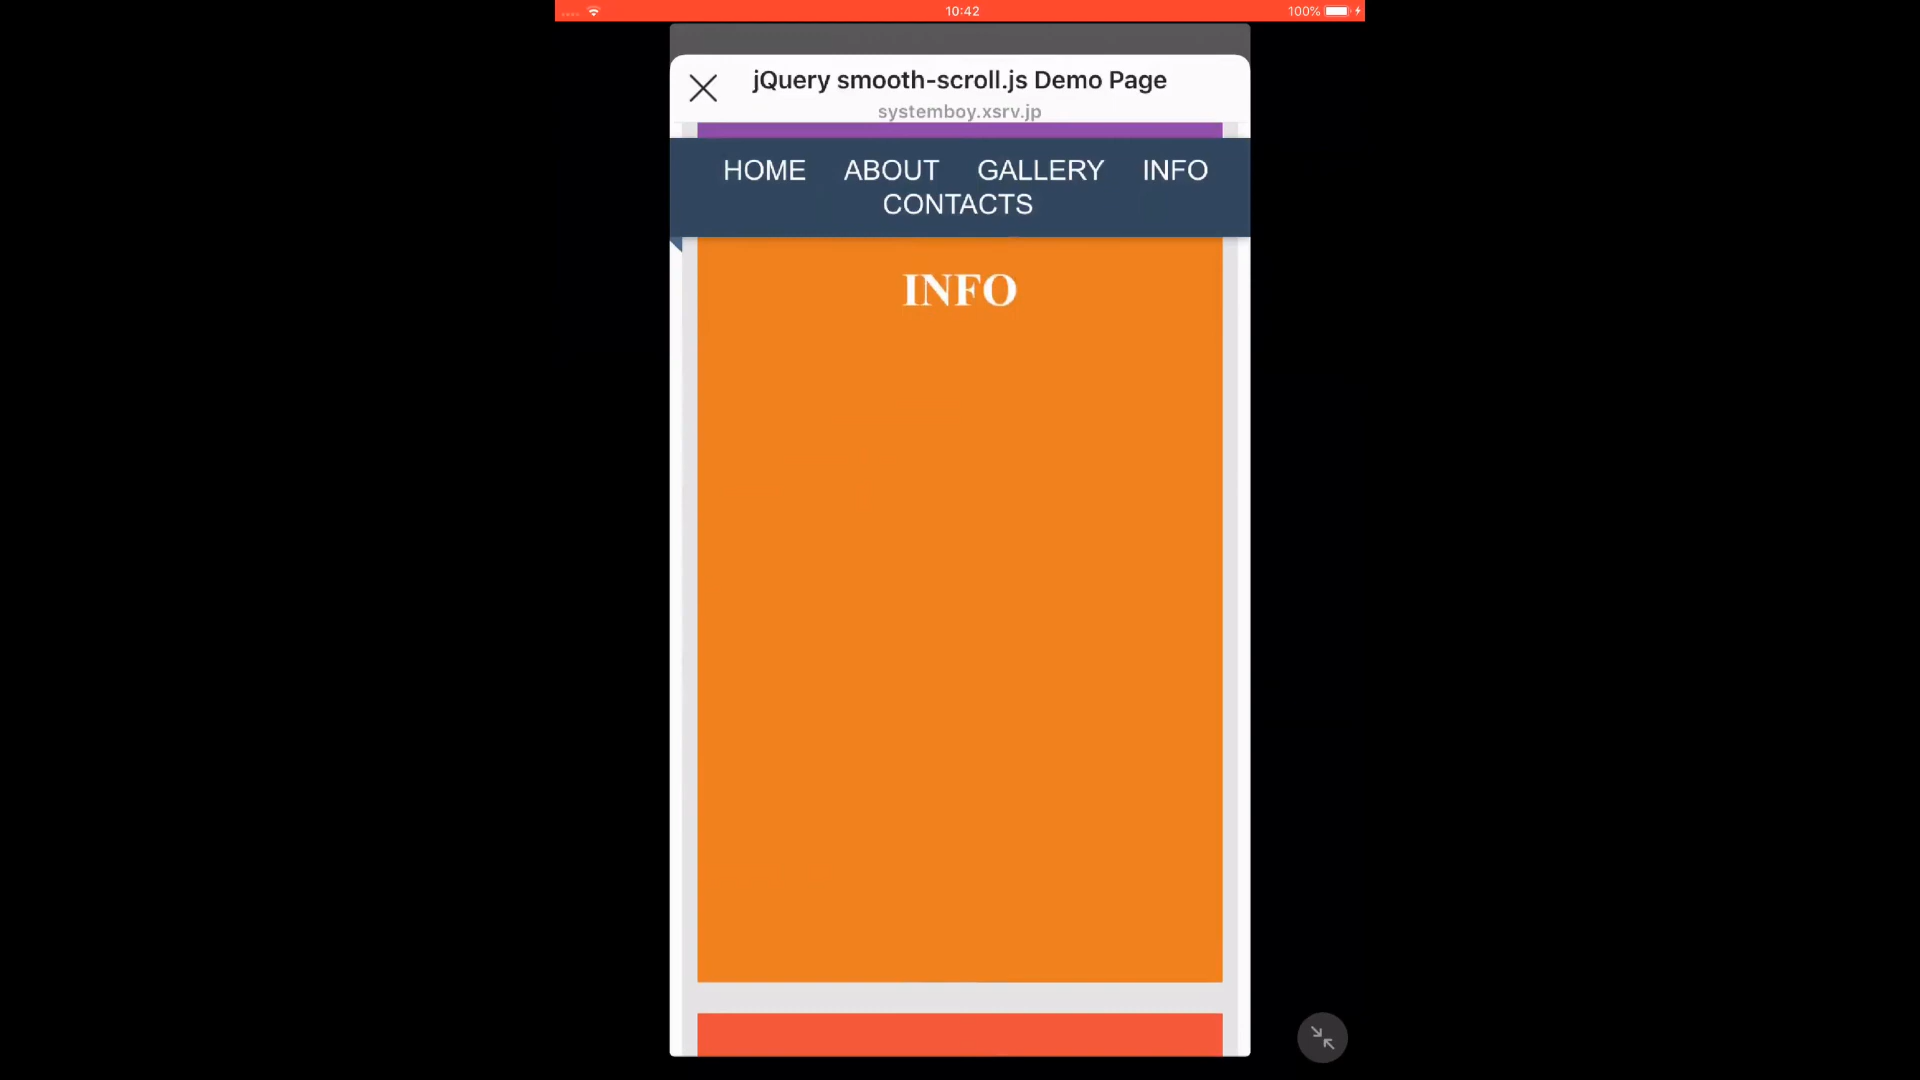 10:42 100%
jQuery smooth-scroll.js Demo Page
systemboy.xsrv.jp
HOME ABOUT GALLERY INFO
CONTACTS
INFO